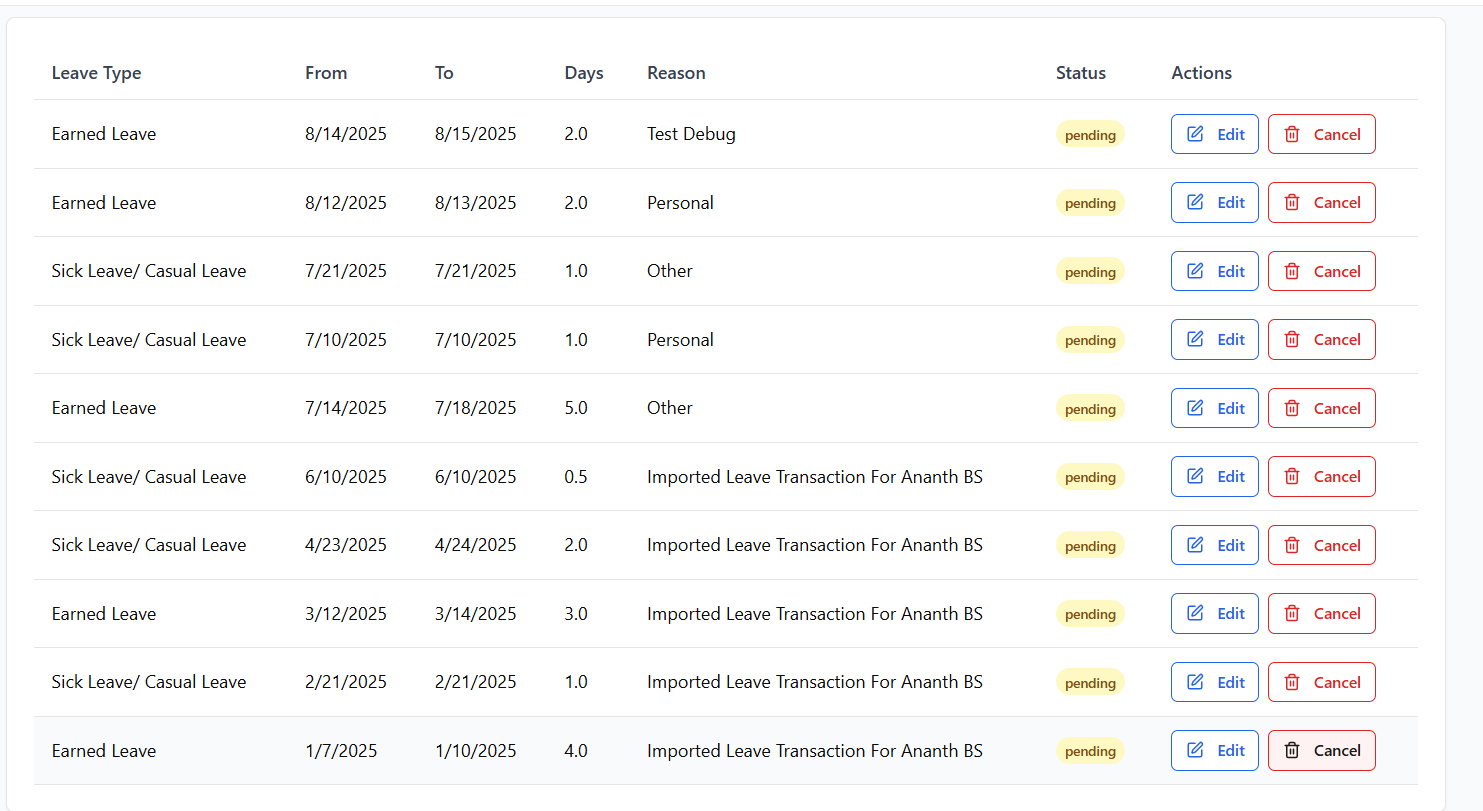 Leave Type From To Days Reason Status Actions
Earned Leave 8/14/2025 8/15/2025 2.0 Test Debug pending Edit Cancel
Earned Leave 8/12/2025 8/13/2025 2.0 Personal pending Edit Cancel
Sick Leave/ Casual Leave 7/21/2025 7/21/2025 1.0 Other pending Edit Cancel
Sick Leave/ Casual Leave 7/10/2025 7/10/2025 1.0 Personal pending Edit Cancel
Earned Leave 7/14/2025 7/18/2025 5.0 Other pending Edit Cancel
Sick Leave/ Casual Leave 6/10/2025 6/10/2025 0.5 Imported Leave Transaction For Ananth BS pending Edit Cancel
Sick Leave/ Casual Leave 4/23/2025 4/24/2025 2.0 Imported Leave Transaction For Ananth BS pending Edit Cancel
Earned Leave 3/12/2025 3/14/2025 3.0 Imported Leave Transaction For Ananth BS pending Edit Cancel
Sick Leave/ Casual Leave 2/21/2025 2/21/2025 1.0 Imported Leave Transaction For Ananth BS pending Edit Cancel
Earned Leave 1/7/2025 1/10/2025 4.0 Imported Leave Transaction For Ananth BS pending Edit Cancel